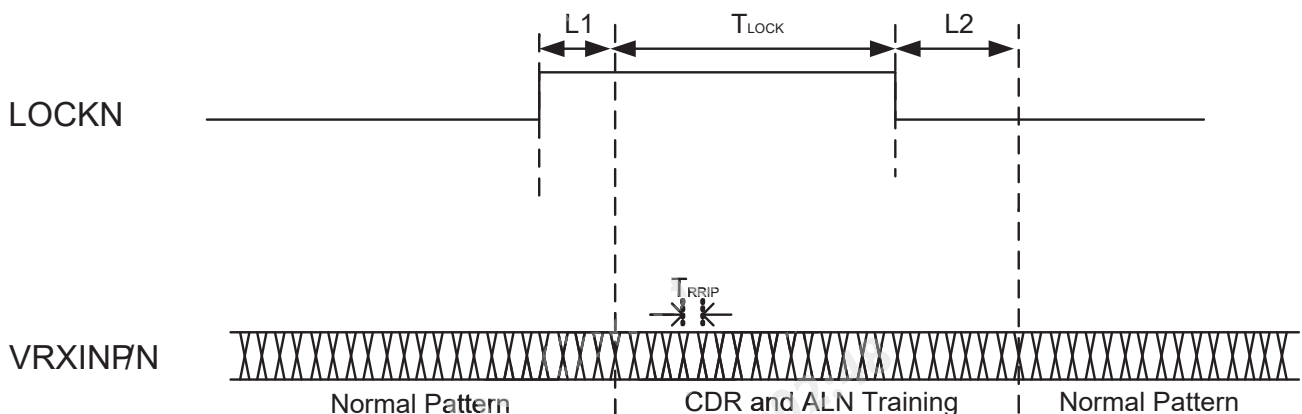 L1 TLOCK L2
LOCKN
TRRIP
VRXINP/N
Normal Pattern CDR and ALN Training Normal Pattern